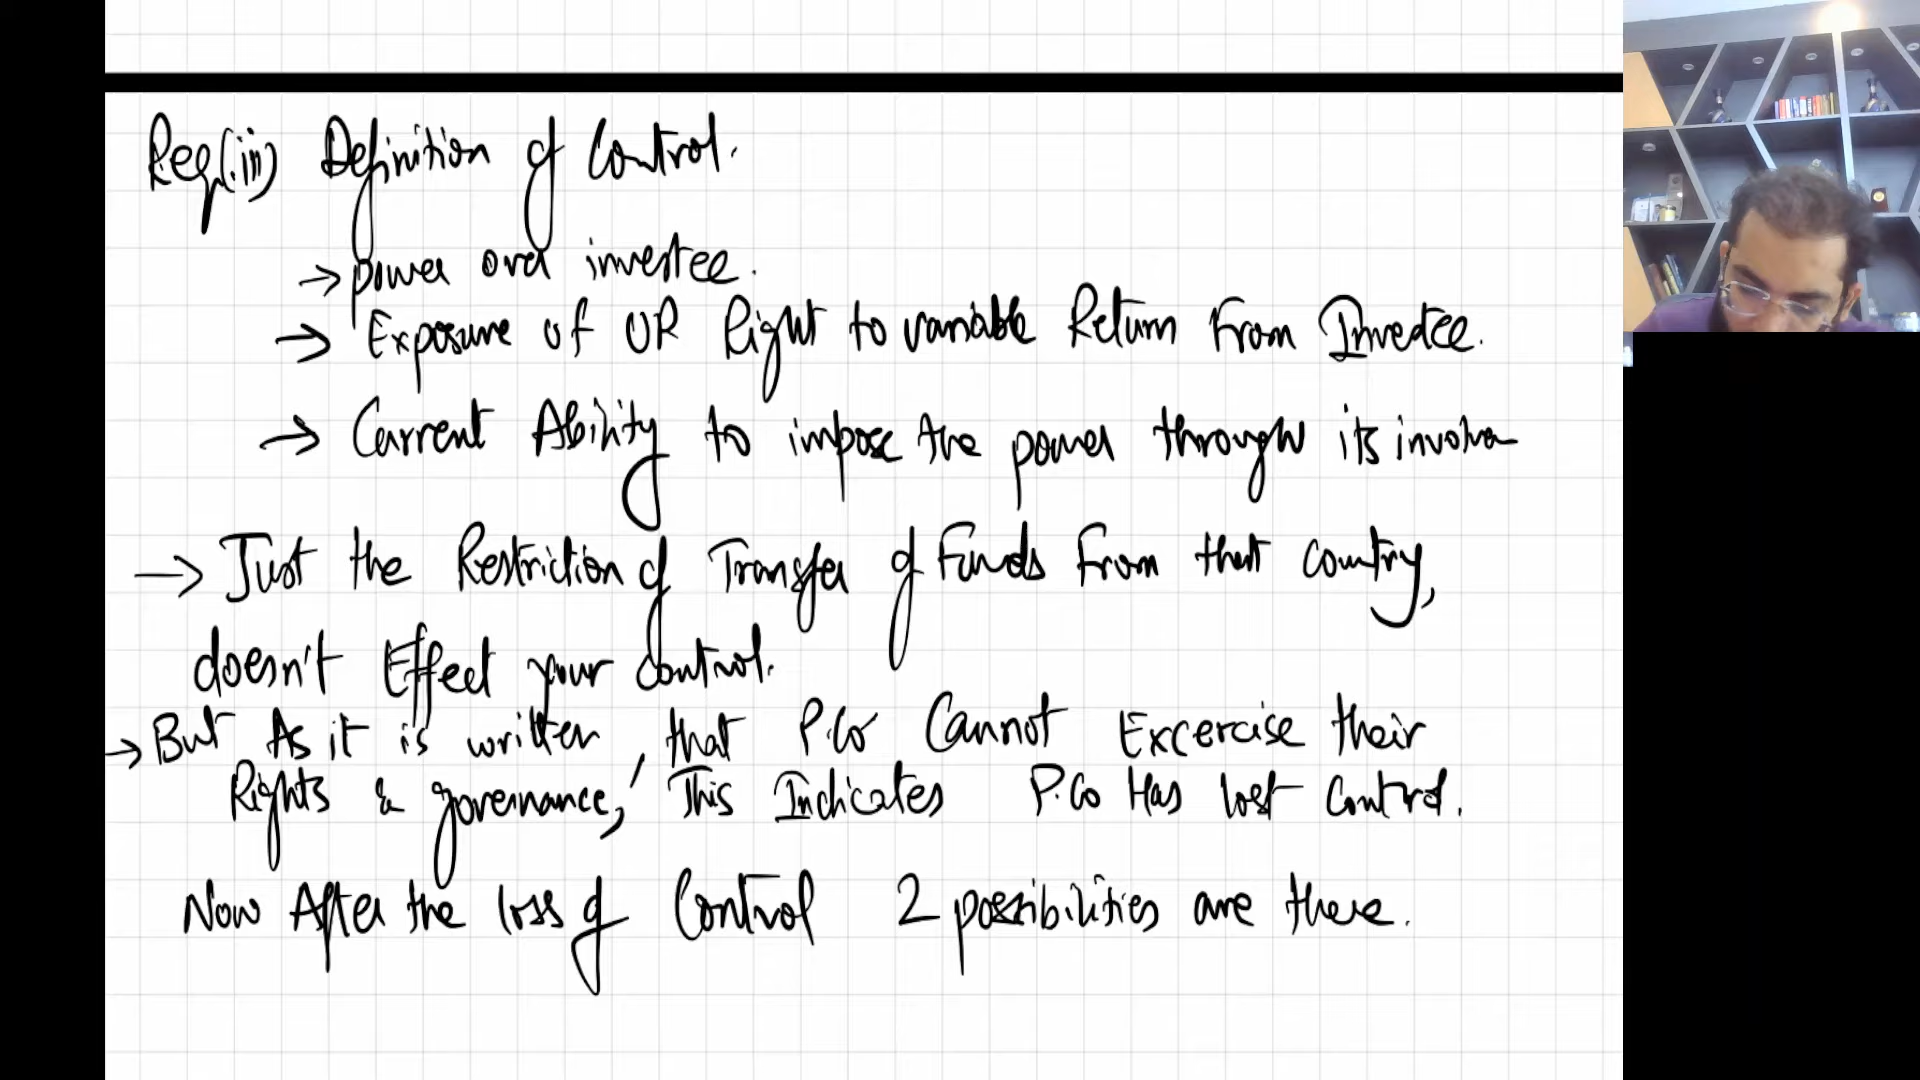 Req(iii) Definition of Control.
→ power over investee.
→ Exposure of OR Right to variable Return From Investee.
→ Current Ability to impose the power through its involve
→ Just the Restriction of Transfer of Funds From that country,
doesn't Effect your control.
→ But As it is written, that P.Co Cannot Excercise their
Rights & governance, This Indicates P.Co Has lost Control.
Now After the loss of Control 2 possibilities are there.